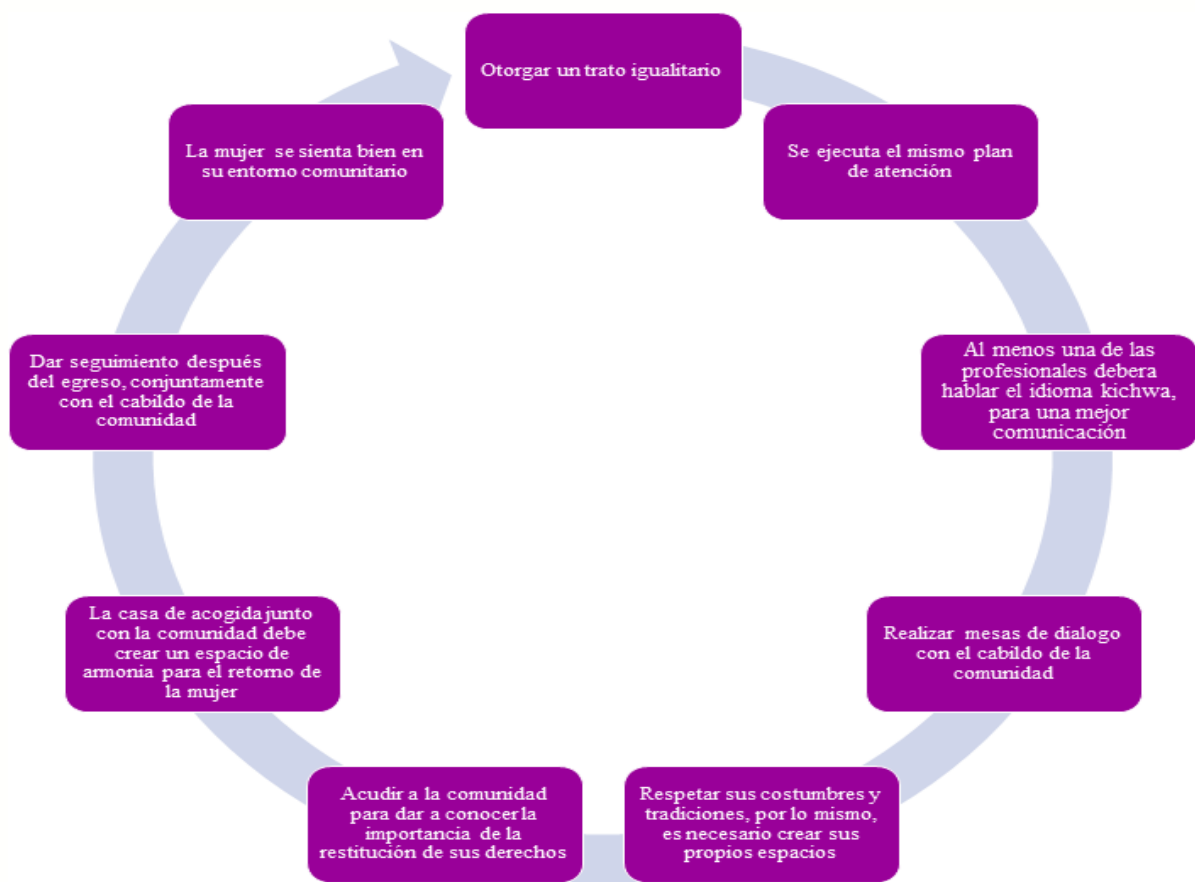 Otorgar un trato igualitario
Se ejecuta el mismo plan
de atención
Al menos una de las
profesionales debera
hablar el idioma kichwa,
para una mejor
comunicación
Realizar mesas de dialogo
con el cabildo de la
comunidad
Respetar sus costumbres y
tradiciones, por lo mismo,
es necesario crear sus
propios espacios
Acudir a la comunidad
para dar a conocer la
importancia de la
restitución de sus derechos
La casa de acogida junto
con la comunidad debe
crear un espacio de
armonia para el retorno de
la mujer
Dar seguimiento después
del egreso, conjuntamente
con el cabildo de la
comunidad
La mujer se sienta bien en
su entorno comunitario